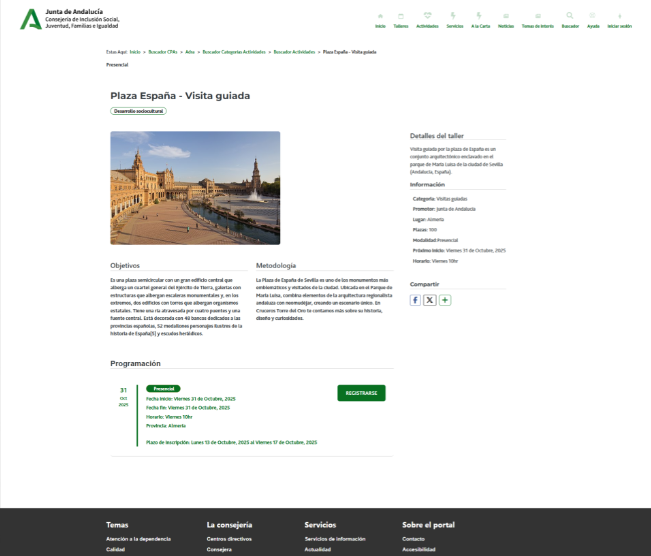 Junta de Andalucía
Consejería de Inclusión Social,
Juventud, Familias e Igualdad
Inicio Talleres Actividades Servicios A la Carta Noticias Temas de Interés Buscador Ayuda Iniciar sesión
Estas Aquí: Inicio > Buscador CPAs > Adra > Buscador Categorías Actividades > Buscador Actividades > Plaza España - Visita guiada
Presencial
Plaza España - Visita guiada
Desarrollo sociocultural
Detalles del taller
Visita guiada por la plaza de España es un
conjunto arquitectónico enclavado en el
parque de María Luisa de la ciudad de Sevilla
(Andalucía, España).
Información
Categoría: Visitas guiadas
Promotor: Junta de Andalucía
Lugar: Almería
Plazas: 100
Modalidad: Presencial
Próximo inicio: Viernes 31 de Octubre, 2025
Horario: Viernes 10hr
Compartir
Objetivos
Es una plaza semicircular con un gran edificio central que
alberga un cuartel general del Ejército de Tierra, galerías con
estructuras que albergan escaleras monumentales y, en los
extremos, dos edificios con torres que albergan organismos
estatales. Tiene una ría atravesada por cuatro puentes y una
fuente central. Está decorada con 48 bancos dedicados a las
provincias españolas, 52 medallones personajes ilustres de la
historia de España[5] y escudos heráldicos.
Metodología
La Plaza de España de Sevilla es uno de los monumentos más
emblemáticos y visitados de la ciudad. Ubicada en el Parque de
María Luisa, combina elementos de la arquitectura regionalista
andaluza con neomudéjar, creando un escenario único. En
Cruceros Torre del Oro te contamos más sobre su historia,
diseño y curiosidades.
Programación
31
OCT
2025
Presencial
Fecha Inicio: Viernes 31 de Octubre, 2025
Fecha fin: Viernes 31 de Octubre, 2025
Horario: Viernes 10hr
Provincia: Almería
Plazo de inscripción: Lunes 13 de Octubre, 2025 al Viernes 17 de Octubre, 2025
REGISTRARSE
Temas La consejería Servicios Sobre el portal
Atención a la dependencia Centros directivos Servicios de información Contacto
Calidad Consejera Actualidad Accesibilidad